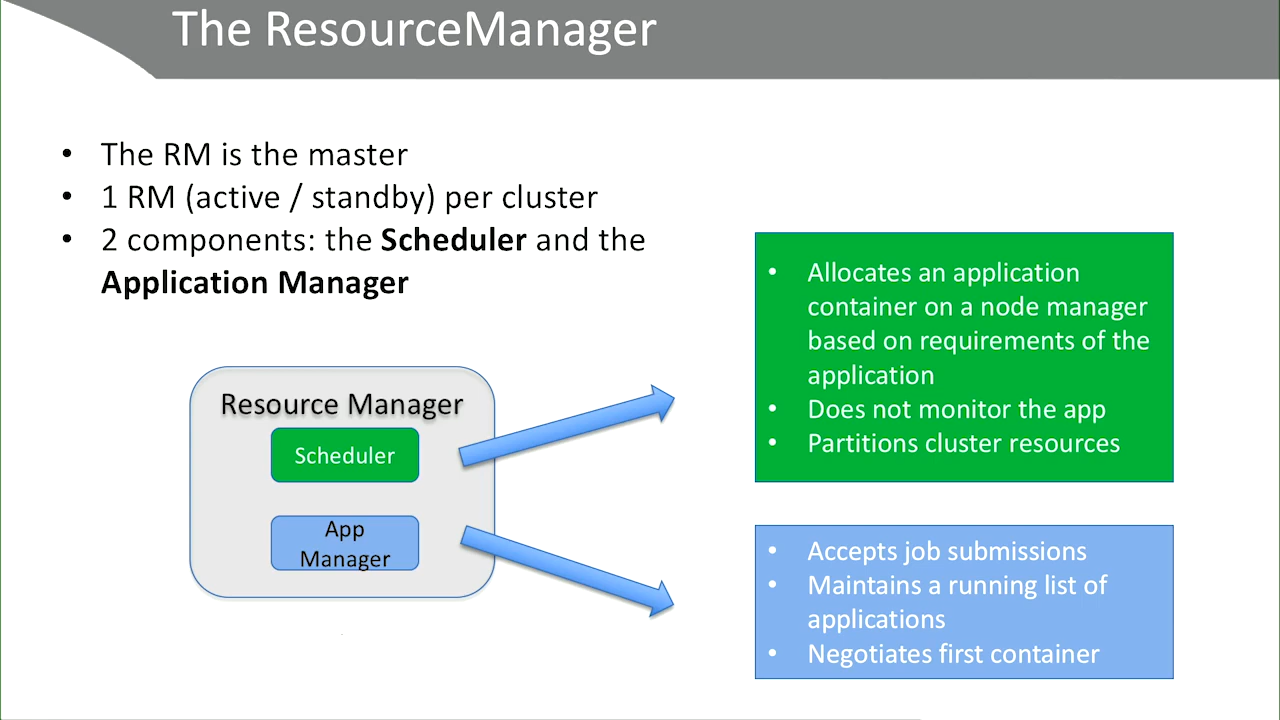 The ResourceManager
• The RM is the master
• 1 RM (active / standby) per cluster
• 2 components: the Scheduler and the
Application Manager
Resource Manager
Scheduler
App
Manager
• Allocates an application
container on a node manager
based on requirements of the
application
• Does not monitor the app
• Partitions cluster resources
• Accepts job submissions
• Maintains a running list of
applications
• Negotiates first container